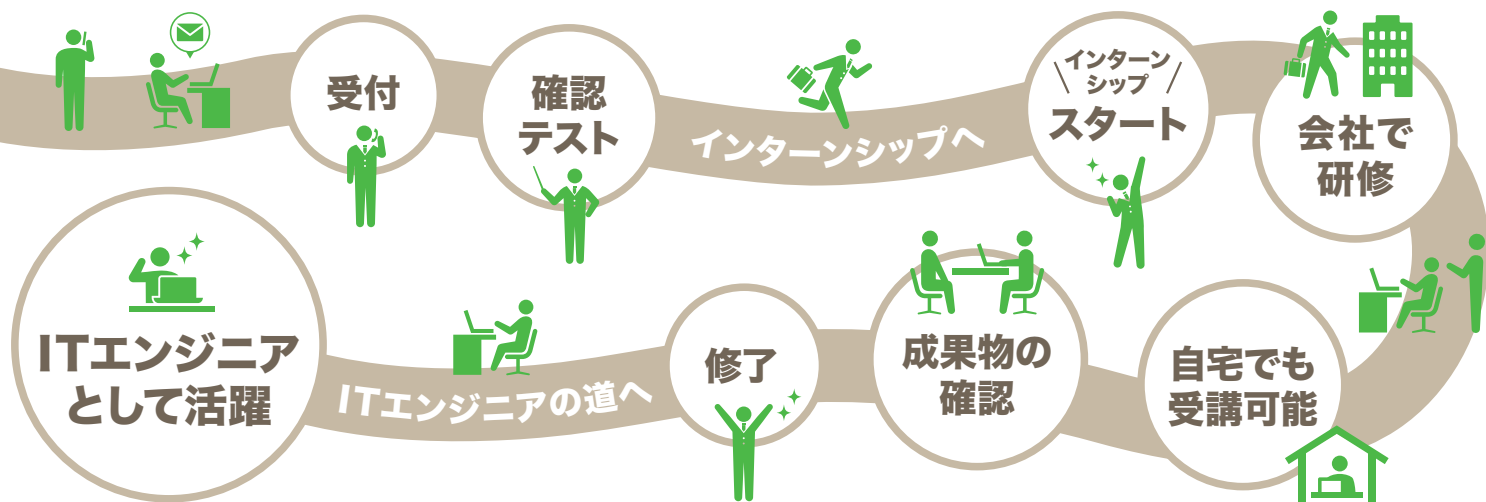 受付
確認
テスト
インターンシップへ
インターン
シップ
スタート
会社で
研修
自宅でも
受講可能
成果物の
確認
修了
ITエンジニアの道へ
ITエンジニア
として活躍